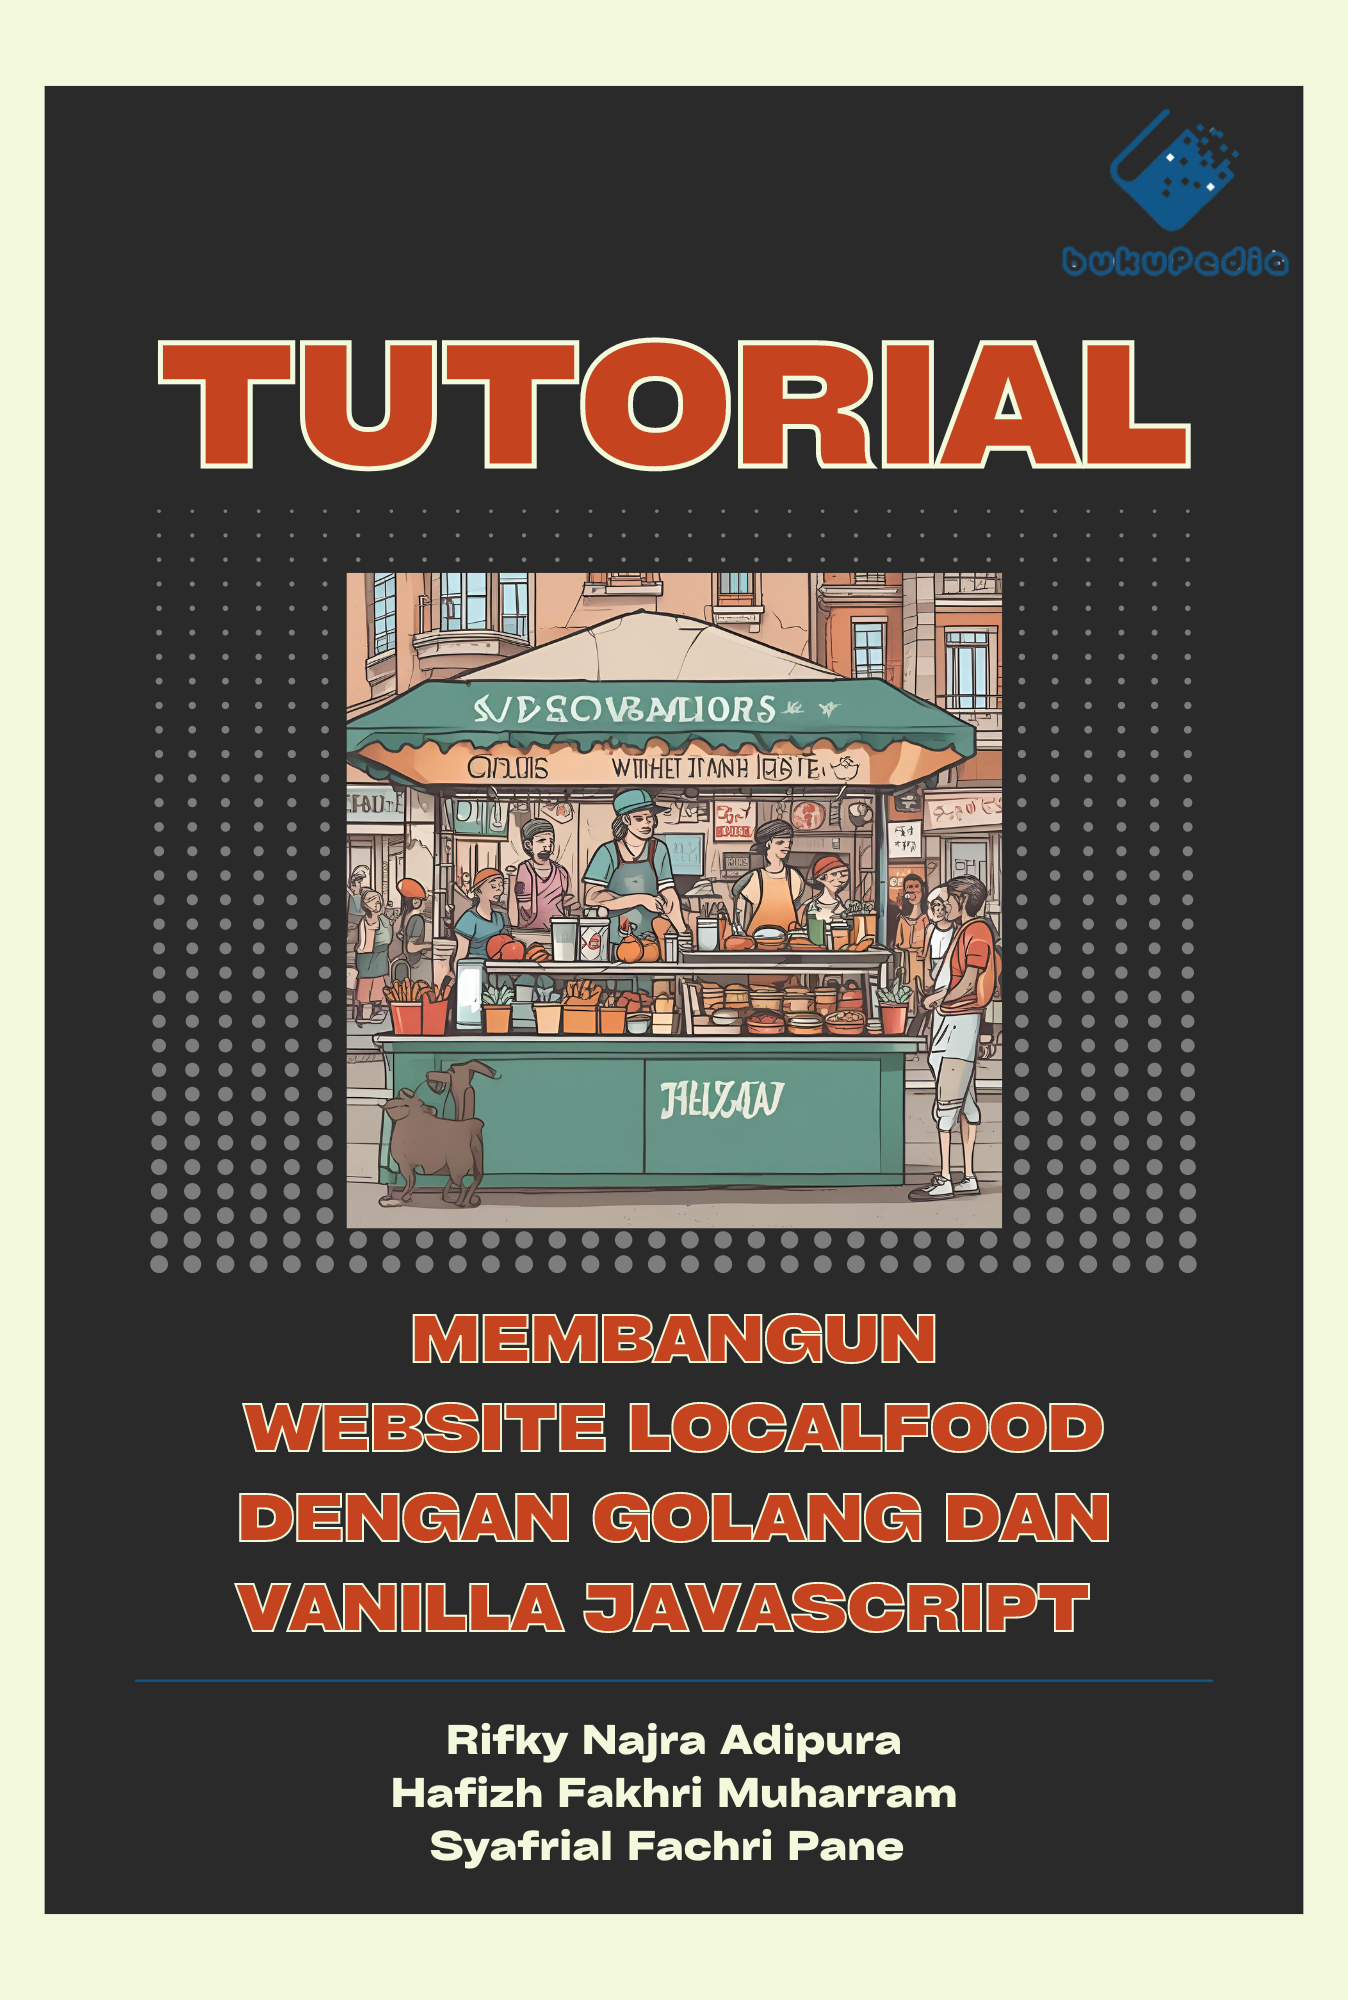 bukuPedia
TUTORIAL
MEMBANGUN
WEBSITE LOCALFOOD
DENGAN GOLANG DAN
VANILLA JAVASCRIPT
Rifky Najra Adipura
Hafizh Fakhri Muharram
Syafrial Fachri Pane